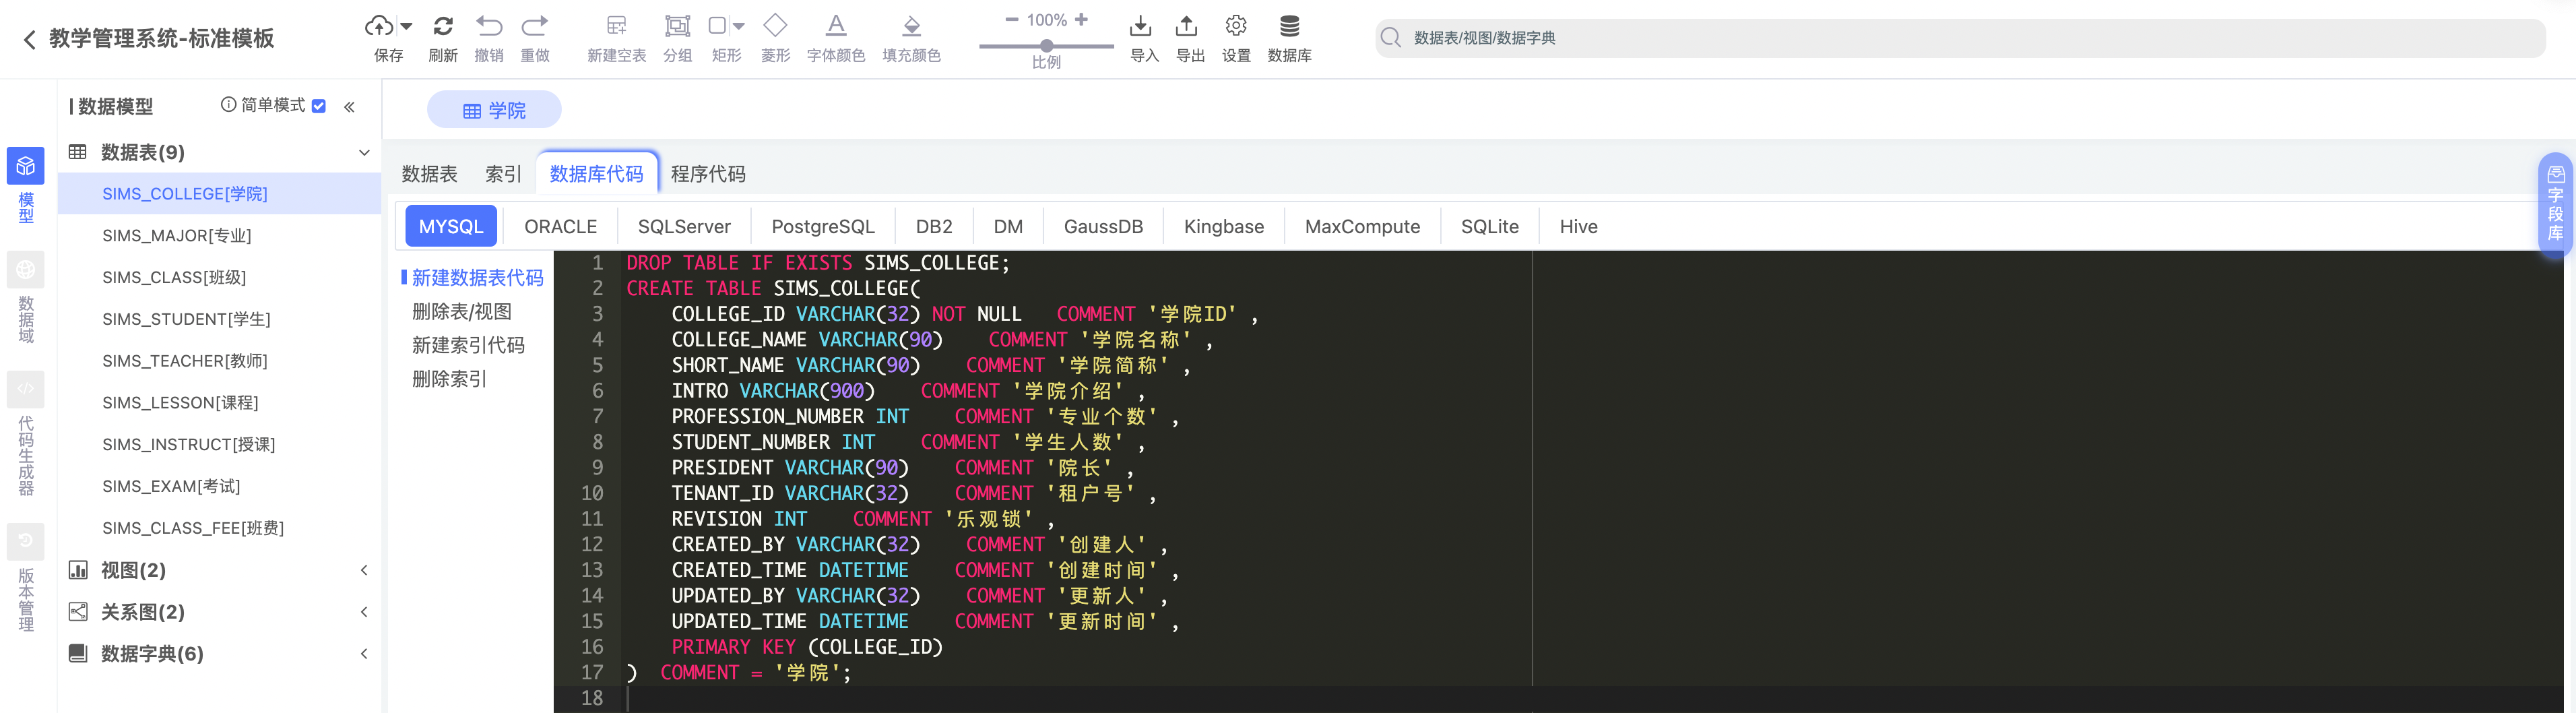 教学管理系统-标准模板
保存
刷新
撤销
重做
新建空表
分组
矩形
菱形
字体颜色
填充颜色
100%
比例
导入
导出
设置
数据库
数据表/视图/数据字典
模型
数据域
代码生成器
版本管理
数据模型
简单模式
数据表(9)
SIMS_COLLEGE[学院]
SIMS_MAJOR[专业]
SIMS_CLASS[班级]
SIMS_STUDENT[学生]
SIMS_TEACHER[教师]
SIMS_LESSON[课程]
SIMS_INSTRUCT[授课]
SIMS_EXAM[考试]
SIMS_CLASS_FEE[班费]
视图(2)
关系图(2)
数据字典(6)
学院
数据表 索引 数据库代码 程序代码
MYSQL ORACLE SQLServer PostgreSQL DB2 DM GaussDB Kingbase MaxCompute SQLite Hive
新建数据表代码
删除表/视图
新建索引代码
删除索引
1 DROP TABLE IF EXISTS SIMS_COLLEGE;
2 CREATE TABLE SIMS_COLLEGE(
3 COLLEGE_ID VARCHAR(32) NOT NULL COMMENT '学院ID' ,
4 COLLEGE_NAME VARCHAR(90) COMMENT '学院名称' ,
5 SHORT_NAME VARCHAR(90) COMMENT '学院简称' ,
6 INTRO VARCHAR(900) COMMENT '学院介绍' ,
7 PROFESSION_NUMBER INT COMMENT '专业个数' ,
8 STUDENT_NUMBER INT COMMENT '学生人数' ,
9 PRESIDENT VARCHAR(90) COMMENT '院长' ,
10 TENANT_ID VARCHAR(32) COMMENT '租户号' ,
11 REVISION INT COMMENT '乐观锁' ,
12 CREATED_BY VARCHAR(32) COMMENT '创建人' ,
13 CREATED_TIME DATETIME COMMENT '创建时间' ,
14 UPDATED_BY VARCHAR(32) COMMENT '更新人' ,
15 UPDATED_TIME DATETIME COMMENT '更新时间' ,
16 PRIMARY KEY (COLLEGE_ID)
17 ) COMMENT = '学院';
18
字段库